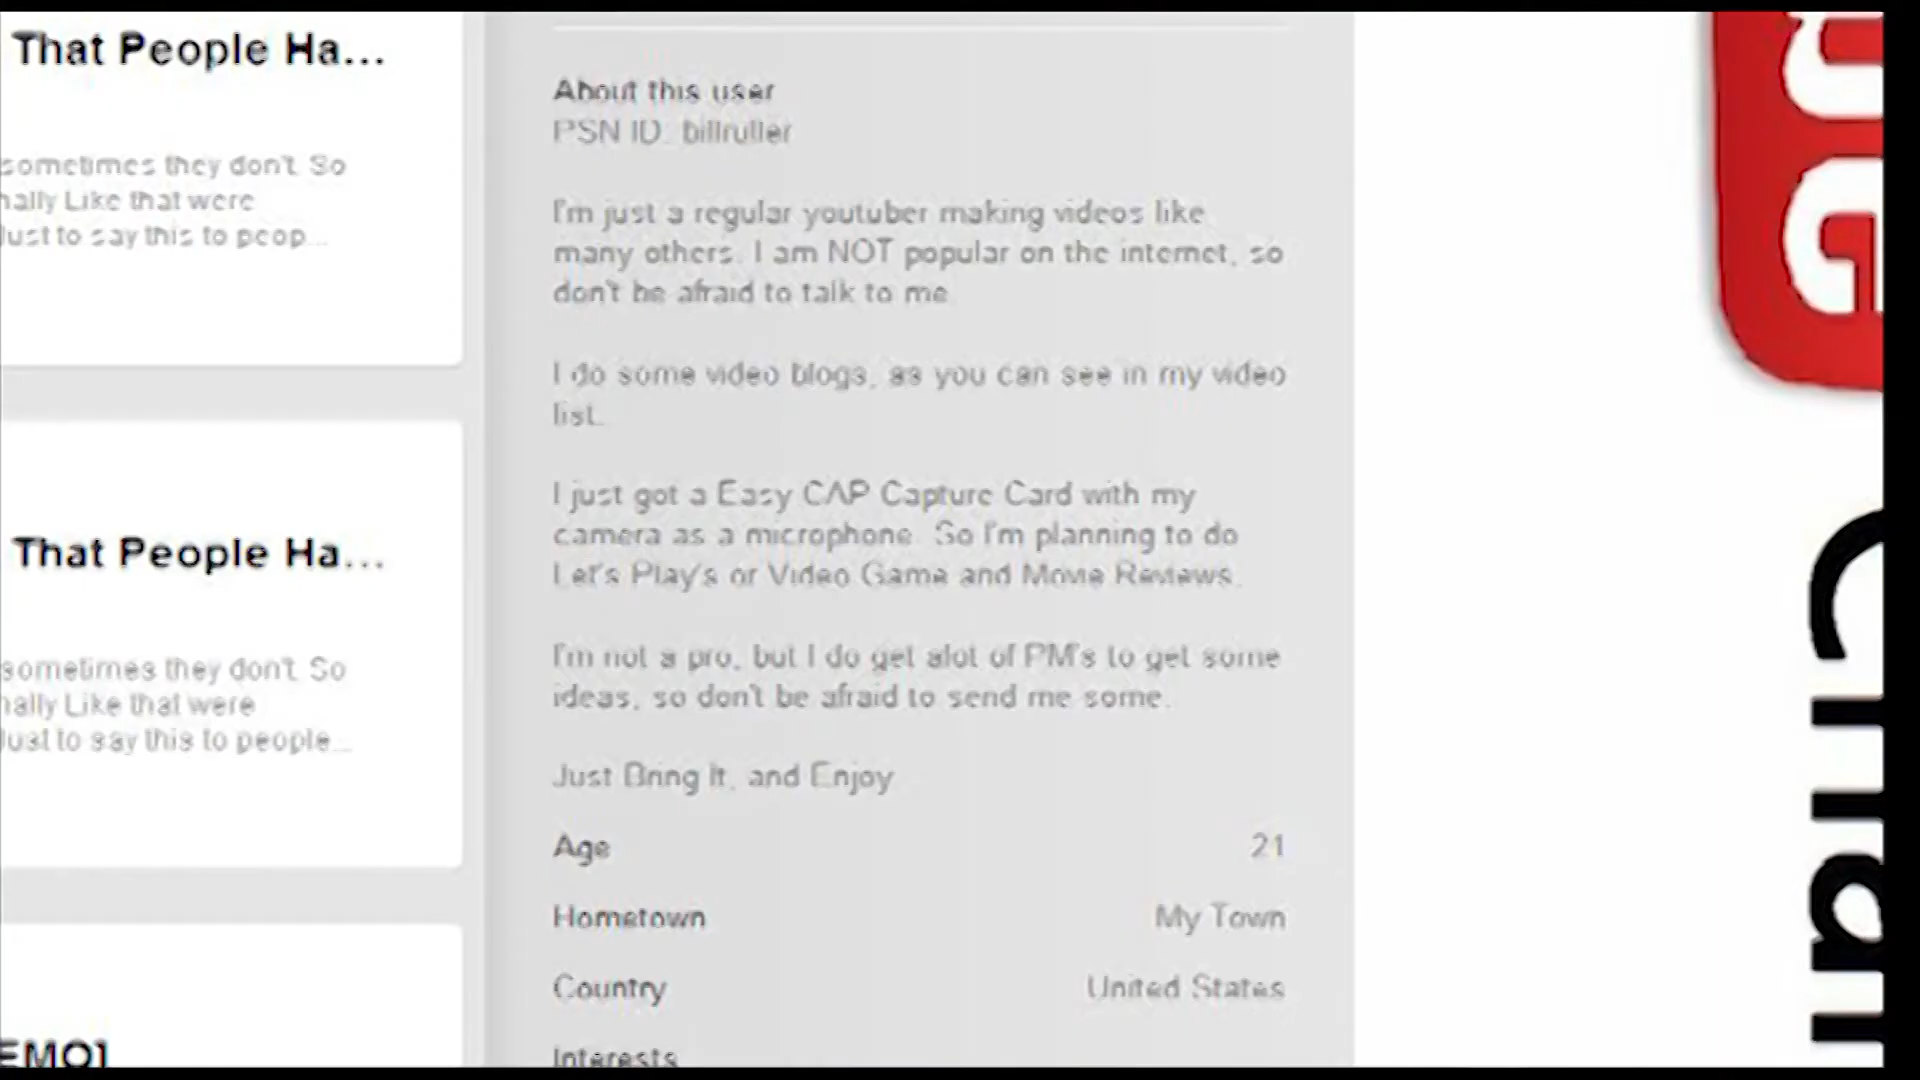 That People Ha...
sometimes they don't. So
nally Like that were
Just to say this to peop...
That People Ha...
sometimes they don't. So
nally Like that were
Just to say this to people...
EMO]
About this user
PSN ID: billruller
I'm just a regular youtuber making videos like
many others. I am NOT popular on the internet, so
don't be afraid to talk to me.
I do some video blogs, as you can see in my video
list.
I just got a Easy CAP Capture Card with my
camera as a microphone. So I'm planning to do
Let's Play's or Video Game and Movie Reviews.
I'm not a pro, but I do get alot of PM's to get some
ideas, so don't be afraid to send me some.
Just Bring It, and Enjoy
Age 21
Hometown My Town
Country United States
Interests
Chan